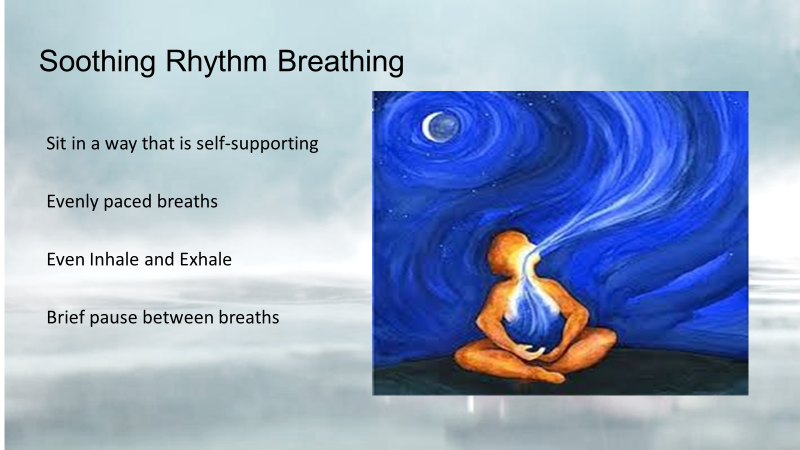 Soothing Rhythm Breathing
Sit in a way that is self-supporting
Evenly paced breaths
Even Inhale and Exhale
Brief pause between breaths